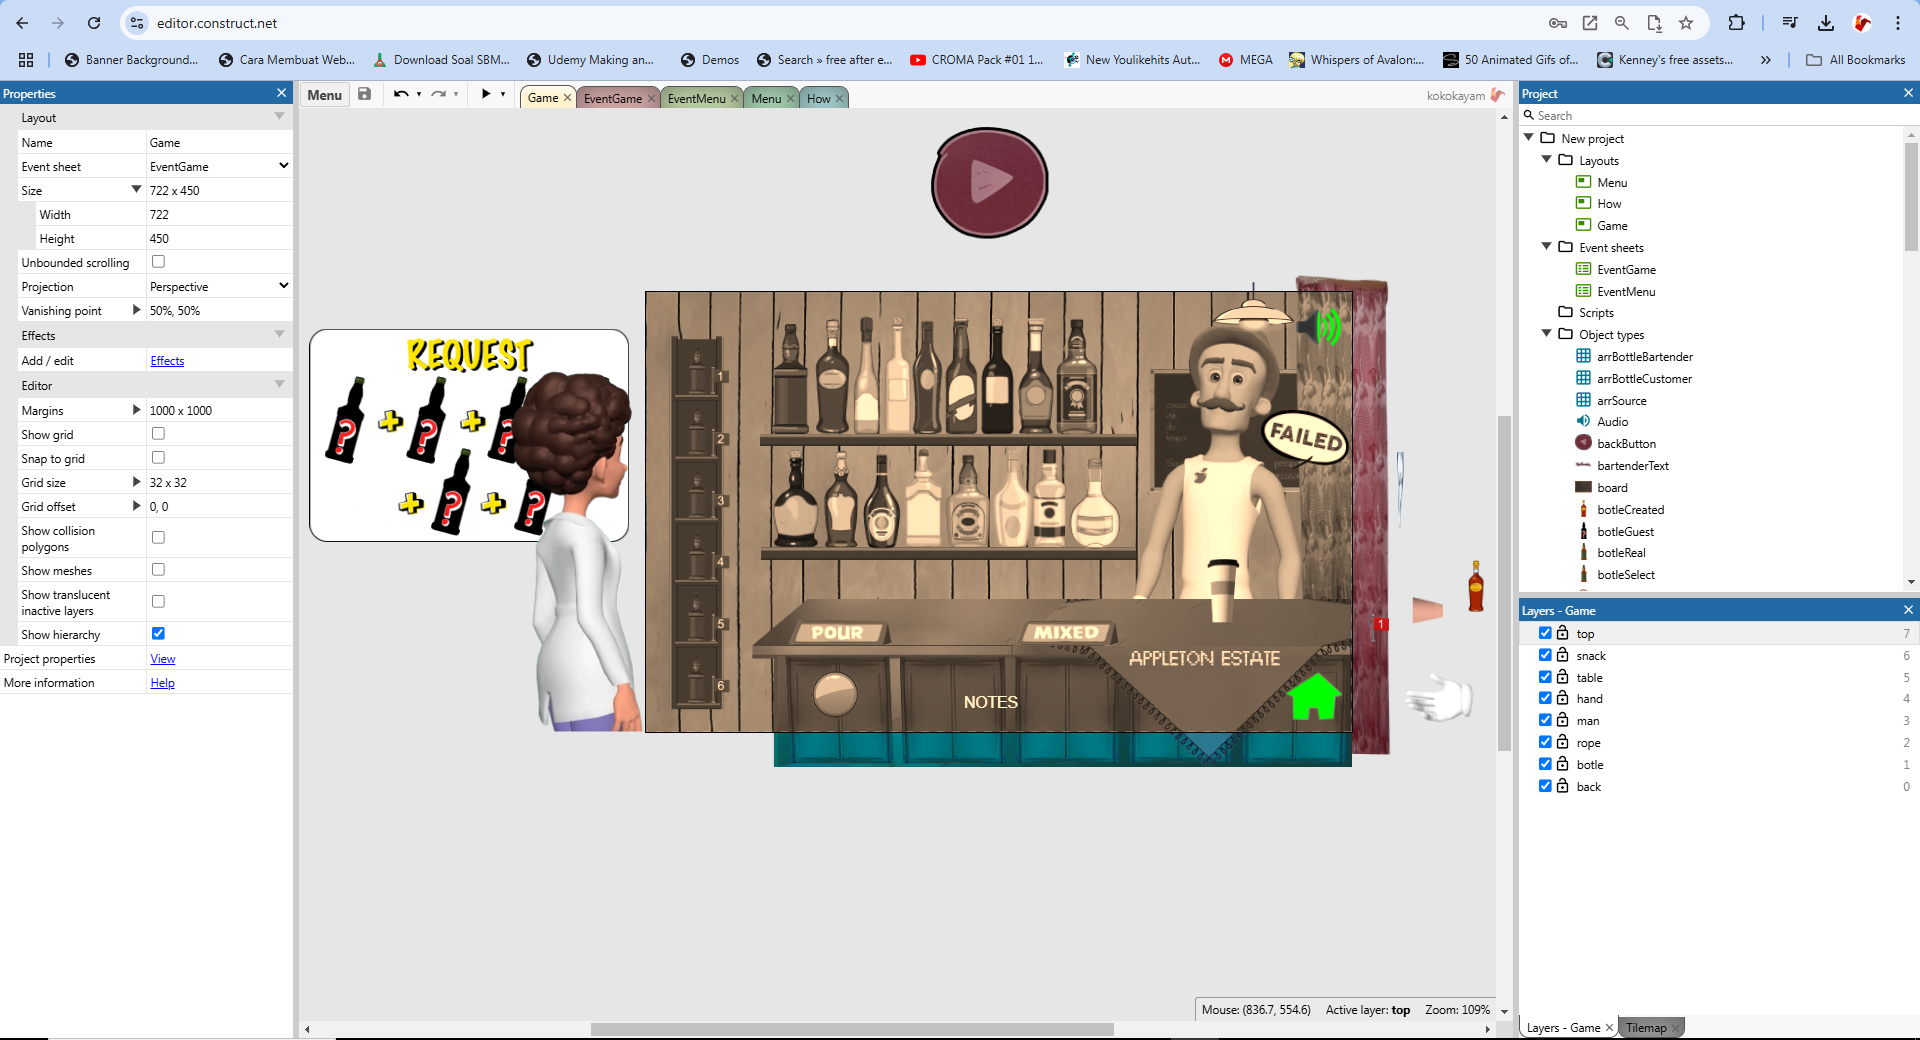 editor.construct.net
Banner Background...
Cara Membuat Web...
Download Soal SBM...
Udemy Making an...
Demos
Search » free after e...
CROMA Pack #01 1...
New Youlikehits Aut...
MEGA
Whispers of Avalon:...
50 Animated Gifs of...
Kenney's free assets...
»
All Bookmarks
Properties
Layout
Name Game
Event sheet EventGame
Size 722 x 450
Width 722
Height 450
Unbounded scrolling
Projection Perspective
Vanishing point 50%, 50%
Effects
Add / edit Effects
Editor
Margins 1000 x 1000
Show grid
Snap to grid
Grid size 32 x 32
Grid offset 0, 0
Show collision
polygons
Show meshes
Show translucent
inactive layers
Show hierarchy
Project properties View
More information Help
Menu
Game
EventGame
EventMenu
Menu
How
kokokayam
REQUEST
? + ? + ?
+ ? + ?
1
2
3
4
5
6
FAILED
POUR
MIXED
APPLETON ESTATE
NOTES
1
Mouse: (836.7, 554.6) Active layer: top Zoom: 109%
Project
Search
New project
Layouts
Menu
How
Game
Event sheets
EventGame
EventMenu
Scripts
Object types
arrBottleBartender
arrBottleCustomer
arrSource
Audio
backButton
bartenderText
board
botleCreated
botleGuest
botleReal
botleSelect
Layers - Game
top 7
snack 6
table 5
hand 4
man 3
rope 2
botle 1
back 0
Layers - Game
Tilemap